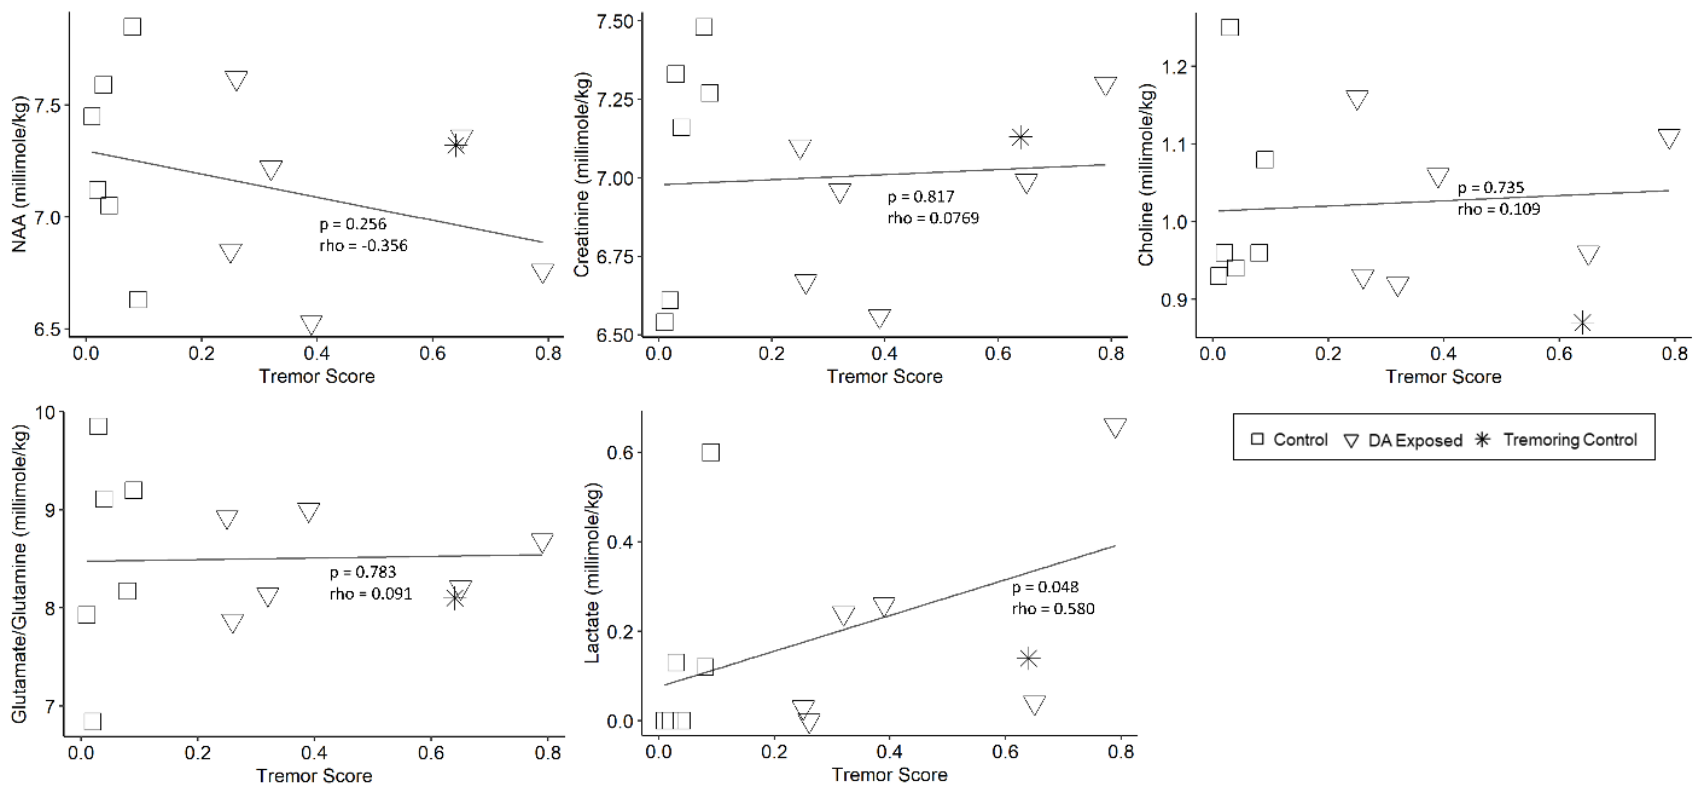 NAA (millimole/kg)
7.5
7.0
6.5
p = 0.256
rho = -0.356
0.0 0.2 0.4 0.6 0.8
Tremor Score
Creatinine (millimole/kg)
7.50
7.25
7.00
6.75
6.50
p = 0.817
rho = 0.0769
0.0 0.2 0.4 0.6 0.8
Tremor Score
Choline (millimole/kg)
1.2
1.1
1.0
0.9
p = 0.735
rho = 0.109
0.0 0.2 0.4 0.6 0.8
Tremor Score
Glutamate/Glutamine (millimole/kg)
10
9
8
7
p = 0.783
rho = 0.091
0.0 0.2 0.4 0.6 0.8
Tremor Score
Lactate (millimole/kg)
0.6
0.4
0.2
0.0
p = 0.048
rho = 0.580
0.0 0.2 0.4 0.6 0.8
Tremor Score
Control DA Exposed Tremoring Control